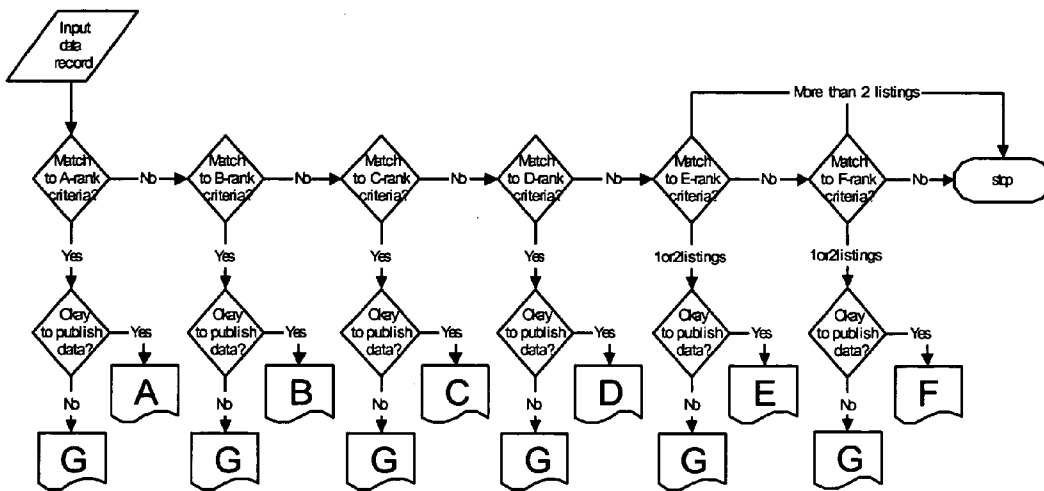 Input
data
record
More than 2 listings
Match
to A-rank
criteria?
No
Match
to B-rank
criteria?
No
Match
to C-rank
criteria?
No
Match
to D-rank
criteria?
No
Match
to E-rank
criteria?
No
Match
to F-rank
criteria?
No
stop
Yes
Yes
Yes
Yes
1or2listings
1or2listings
Okay
to publish
data?
Yes
Okay
to publish
data?
Yes
Okay
to publish
data?
Yes
Okay
to publish
data?
Yes
Okay
to publish
data?
Yes
Okay
to publish
data?
Yes
A
B
C
D
E
F
No
No
No
No
No
No
G
G
G
G
G
G